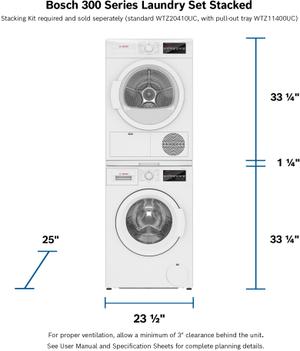 Bosch 300 Series Laundry Set Stacked
Stacking Kit required and sold seperately (standard WTZ20410UC, with pull-out tray WTZ11400UC)
33 ¼"
1 ¼"
33 ¼"
25"
23 ½"
For proper ventilation, allow a minimum of 3" clearance behind the unit.
See User Manual and Specification Sheets for complete planning details.